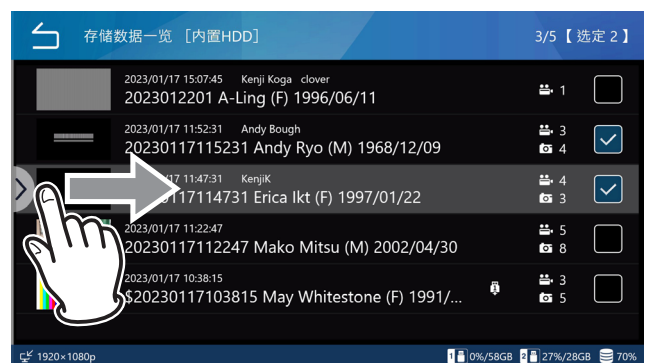 存储数据一览 ［内置HDD］
3/5【 选定 2 】
2023/01/17 15:07:45 Kenji Koga clover
2023012201 A-Ling (F) 1996/06/11
1
2023/01/17 11:52:31 Andy Bough
20230117115231 Andy Ryo (M) 1968/12/09
3
4
/17 11:47:31 KenjiK
0117114731 Erica Ikt (F) 1997/01/22
4
3
2023/01/17 11:22:47
20230117112247 Mako Mitsu (M) 2002/04/30
5
8
2023/01/17 10:38:15
$20230117103815 May Whitestone (F) 1991/...
1
3
5
1920×1080p
1 0%/58GB 2 27%/28GB 70%